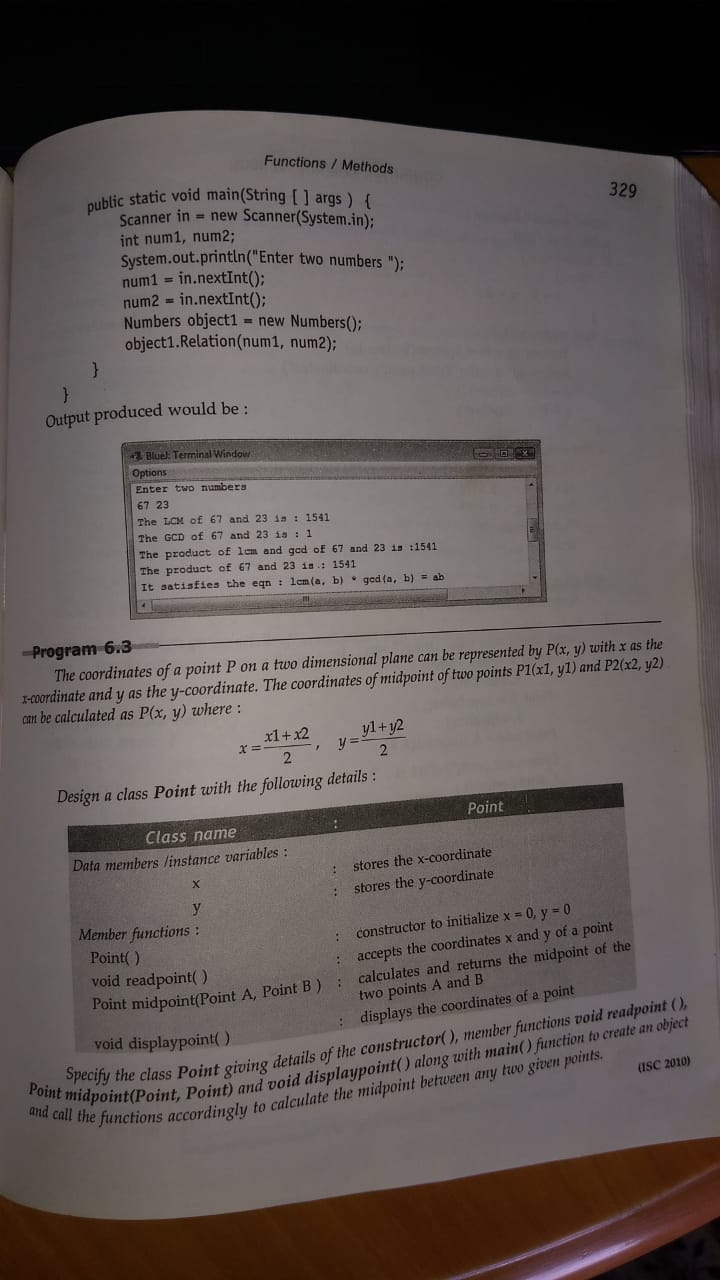 Functions / Methods
329
public static void main(String [ ] args ) {
Scanner in = new Scanner(System.in);
int num1, num2;
System.out.println("Enter two numbers ");
num1 = in.nextInt();
num2 = in.nextInt();
Numbers object1 = new Numbers();
object1.Relation(num1, num2);
}
}
Output produced would be :
BlueJ: Terminal Window
Options
Enter two numbers
67 23
The LCM of 67 and 23 is : 1541
The GCD of 67 and 23 is : 1
The product of lcm and gcd of 67 and 23 is :1541
The product of 67 and 23 is .: 1541
It satisfies the eqn : lcm(a, b) * gcd(a, b) = ab
Program 6.3
The coordinates of a point P on a two dimensional plane can be represented by P(x, y) with x as the
x-coordinate and y as the y-coordinate. The coordinates of midpoint of two points P1(x1, y1) and P2(x2, y2)
can be calculated as P(x, y) where :
x = x1+x2 / 2 , y = y1+y2 / 2
Design a class Point with the following details :
Class name : Point
Data members /instance variables :
x : stores the x-coordinate
y : stores the y-coordinate
Member functions :
Point( ) : constructor to initialize x = 0, y = 0
void readpoint( ) : accepts the coordinates x and y of a point
Point midpoint(Point A, Point B ) : calculates and returns the midpoint of the
two points A and B
void displaypoint( ) : displays the coordinates of a point
Specify the class Point giving details of the constructor( ), member functions void readpoint ( ),
Point midpoint(Point, Point) and void displaypoint( ) along with main( ) function to create an object
and call the functions accordingly to calculate the midpoint between any two given points.
(ISC 2010)